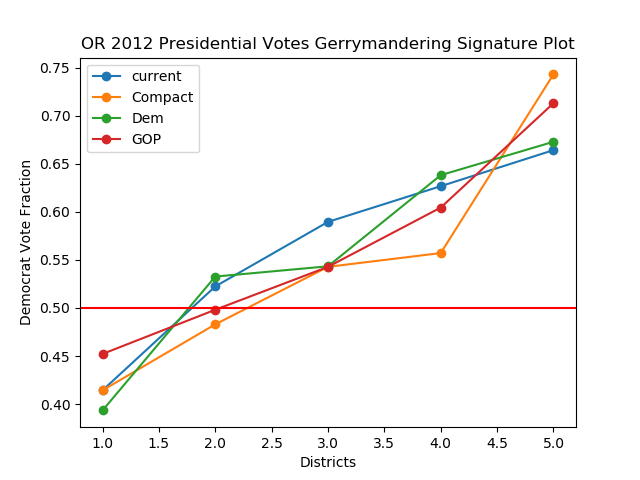 OR 2012 Presidential Votes Gerrymandering Signature Plot
current
Compact
Dem
GOP
0.75
0.70
0.65
0.60
0.55
0.50
0.45
0.40
Democrat Vote Fraction
1.0 1.5 2.0 2.5 3.0 3.5 4.0 4.5 5.0
Districts